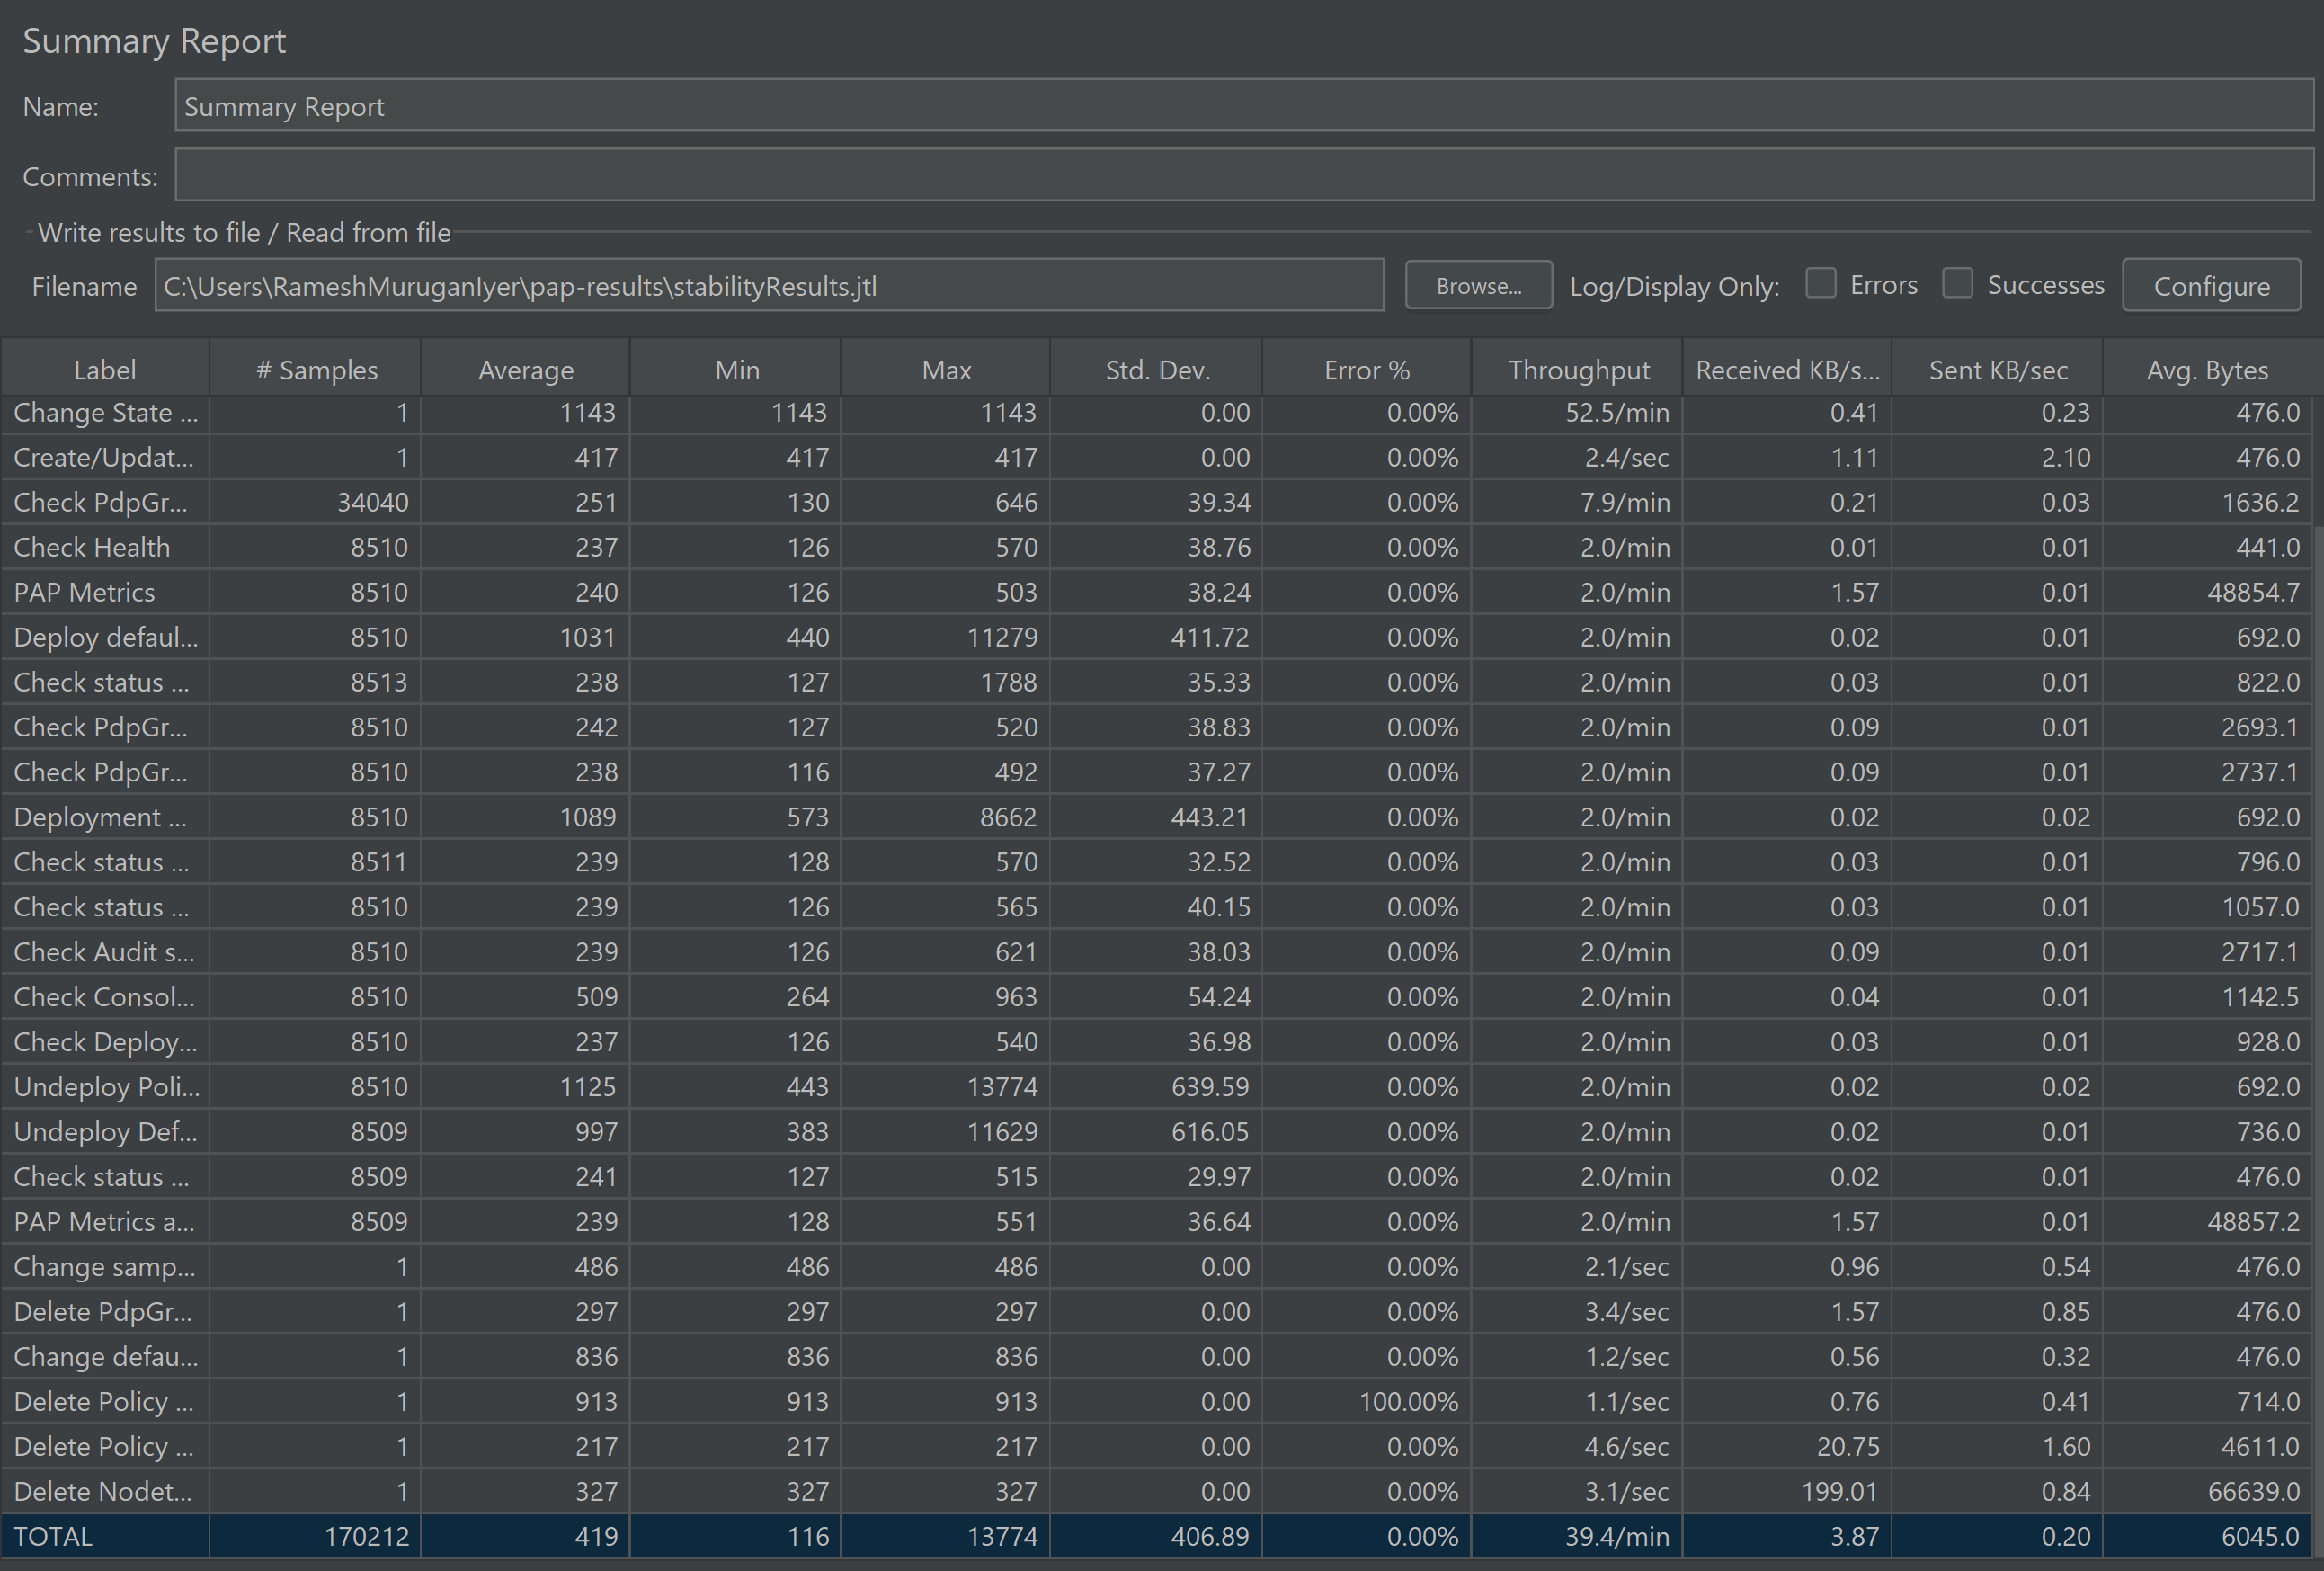 Summary Report
Name: Summary Report
Comments:
Write results to file / Read from file
Filename C:\Users\RameshMuruganIyer\pap-results\stabilityResults.jtl Browse... Log/Display Only: Errors Successes Configure
Label # Samples Average Min Max Std. Dev. Error % Throughput Received KB/s... Sent KB/sec Avg. Bytes
Change State ... 1 1143 1143 1143 0.00 0.00% 52.5/min 0.41 0.23 476.0
Create/Updat... 1 417 417 417 0.00 0.00% 2.4/sec 1.11 2.10 476.0
Check PdpGr... 34040 251 130 646 39.34 0.00% 7.9/min 0.21 0.03 1636.2
Check Health 8510 237 126 570 38.76 0.00% 2.0/min 0.01 0.01 441.0
PAP Metrics 8510 240 126 503 38.24 0.00% 2.0/min 1.57 0.01 48854.7
Deploy defaul... 8510 1031 440 11279 411.72 0.00% 2.0/min 0.02 0.01 692.0
Check status ... 8513 238 127 1788 35.33 0.00% 2.0/min 0.03 0.01 822.0
Check PdpGr... 8510 242 127 520 38.83 0.00% 2.0/min 0.09 0.01 2693.1
Check PdpGr... 8510 238 116 492 37.27 0.00% 2.0/min 0.09 0.01 2737.1
Deployment ... 8510 1089 573 8662 443.21 0.00% 2.0/min 0.02 0.02 692.0
Check status ... 8511 239 128 570 32.52 0.00% 2.0/min 0.03 0.01 796.0
Check status ... 8510 239 126 565 40.15 0.00% 2.0/min 0.03 0.01 1057.0
Check Audit s... 8510 239 126 621 38.03 0.00% 2.0/min 0.09 0.01 2717.1
Check Consol... 8510 509 264 963 54.24 0.00% 2.0/min 0.04 0.01 1142.5
Check Deploy... 8510 237 126 540 36.98 0.00% 2.0/min 0.03 0.01 928.0
Undeploy Poli... 8510 1125 443 13774 639.59 0.00% 2.0/min 0.02 0.02 692.0
Undeploy Def... 8509 997 383 11629 616.05 0.00% 2.0/min 0.02 0.01 736.0
Check status ... 8509 241 127 515 29.97 0.00% 2.0/min 0.02 0.01 476.0
PAP Metrics a... 8509 239 128 551 36.64 0.00% 2.0/min 1.57 0.01 48857.2
Change samp... 1 486 486 486 0.00 0.00% 2.1/sec 0.96 0.54 476.0
Delete PdpGr... 1 297 297 297 0.00 0.00% 3.4/sec 1.57 0.85 476.0
Change defau... 1 836 836 836 0.00 0.00% 1.2/sec 0.56 0.32 476.0
Delete Policy ... 1 913 913 913 0.00 100.00% 1.1/sec 0.76 0.41 714.0
Delete Policy ... 1 217 217 217 0.00 0.00% 4.6/sec 20.75 1.60 4611.0
Delete Nodet... 1 327 327 327 0.00 0.00% 3.1/sec 199.01 0.84 66639.0
TOTAL 170212 419 116 13774 406.89 0.00% 39.4/min 3.87 0.20 6045.0